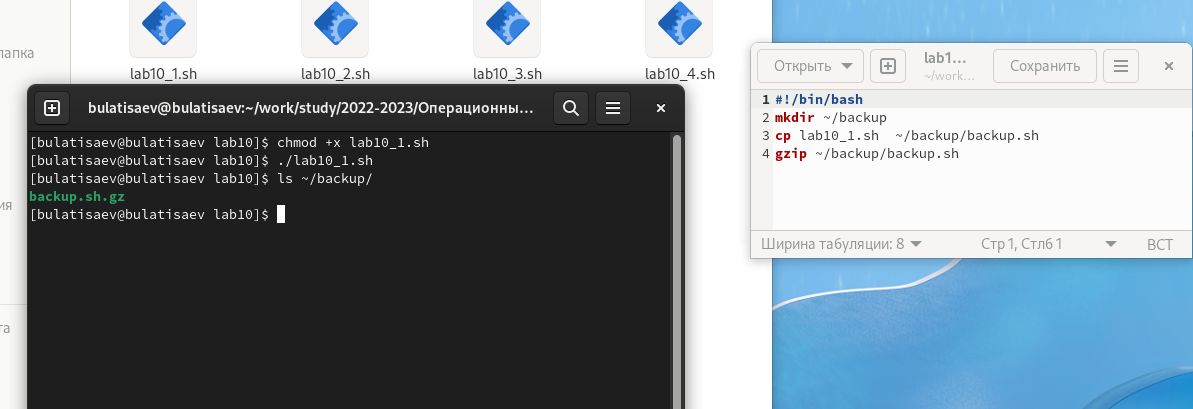 lab10_1.sh
lab10_2.sh
lab10_3.sh
lab10_4.sh
папка
bulatisaev@bulatisaev:~/work/study/2022-2023/Операционны...
[bulatisaev@bulatisaev lab10]$ chmod +x lab10_1.sh
[bulatisaev@bulatisaev lab10]$ ./lab10_1.sh
[bulatisaev@bulatisaev lab10]$ ls ~/backup/
backup.sh.gz
[bulatisaev@bulatisaev lab10]$
Открыть
lab1...
~/work...
Сохранить
1 #!/bin/bash
2 mkdir ~/backup
3 cp lab10_1.sh  ~/backup/backup.sh
4 gzip ~/backup/backup.sh
Ширина табуляции: 8
Стр 1, Стлб 1
ВСТ